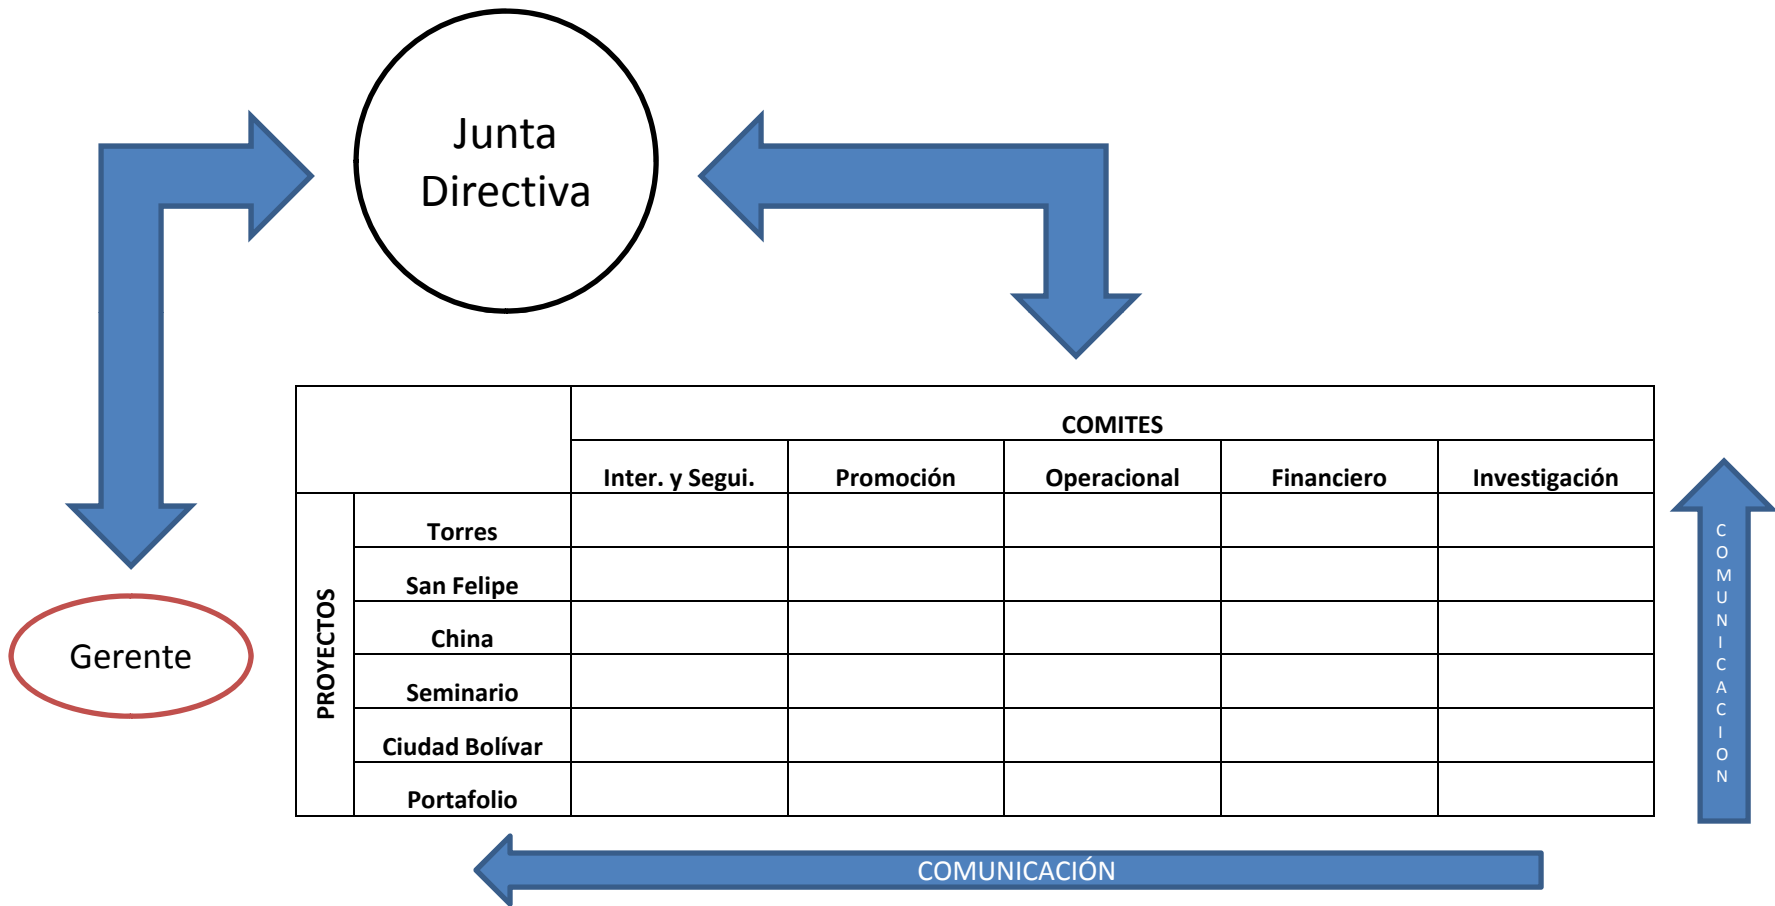 Junta
Directiva
COMITES
Inter. y Segui.
Promoción
Operacional
Financiero
Investigación
PROYECTOS
Torres
San Felipe
China
Seminario
Ciudad Bolívar
Portafolio
Gerente
COMUNICACION
COMUNICACIÓN